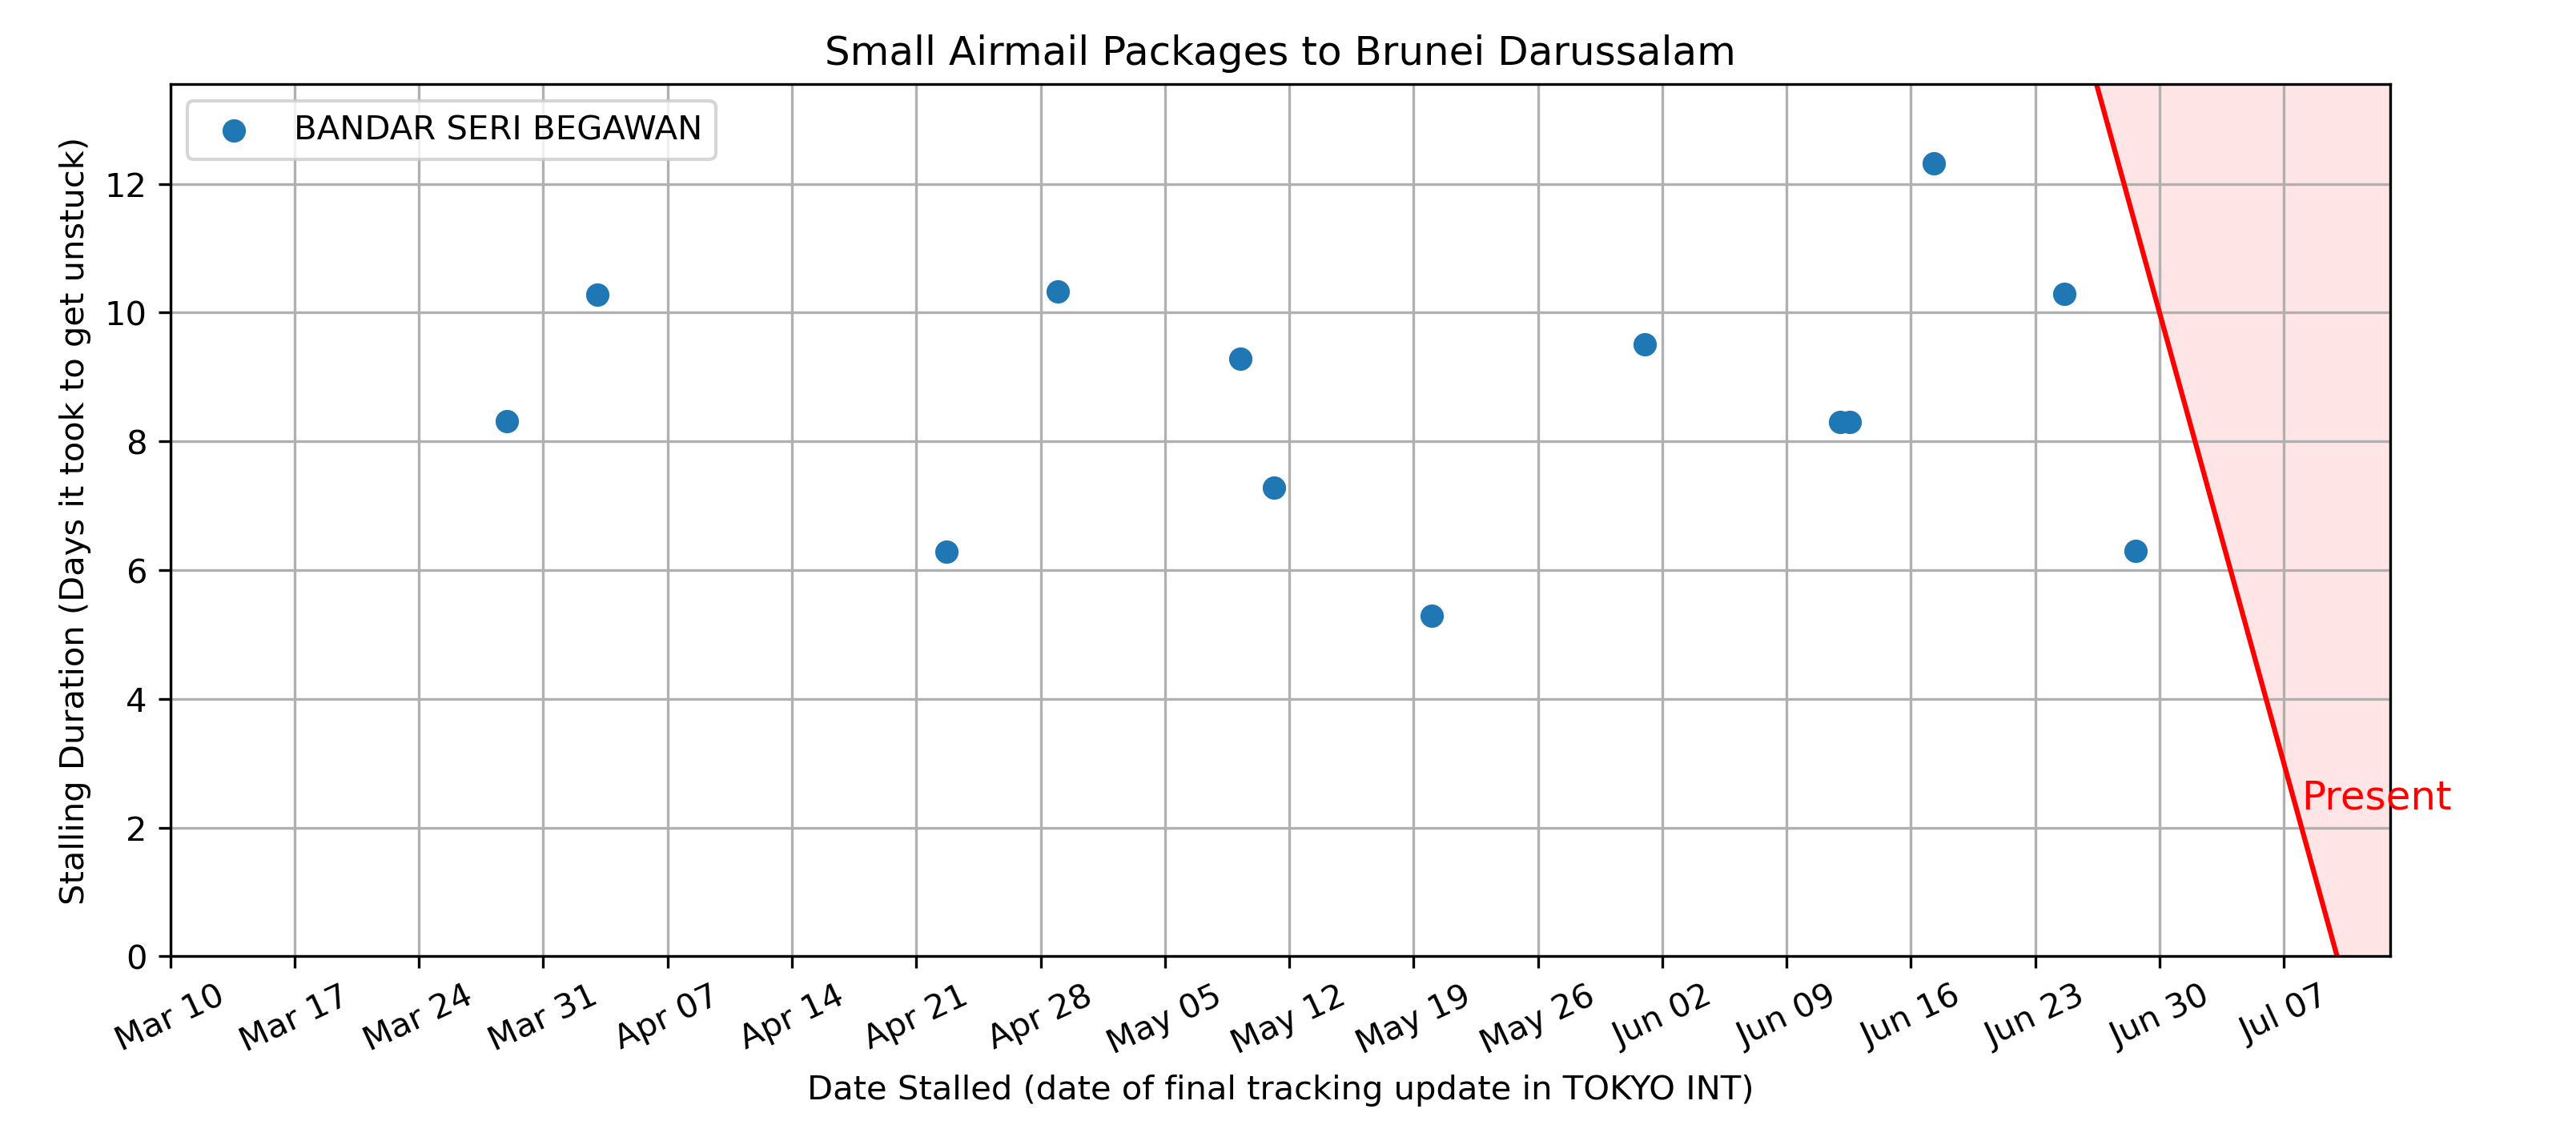 Small Airmail Packages to Brunei Darussalam
BANDAR SERI BEGAWAN
Stalling Duration (Days it took to get unstuck)
12
10
8
6
4
2
0
Present
Mar 10
Mar 17
Mar 24
Mar 31
Apr 07
Apr 14
Apr 21
Apr 28
May 05
May 12
May 19
May 26
Jun 02
Jun 09
Jun 16
Jun 23
Jun 30
Jul 07
Date Stalled (date of final tracking update in TOKYO INT)